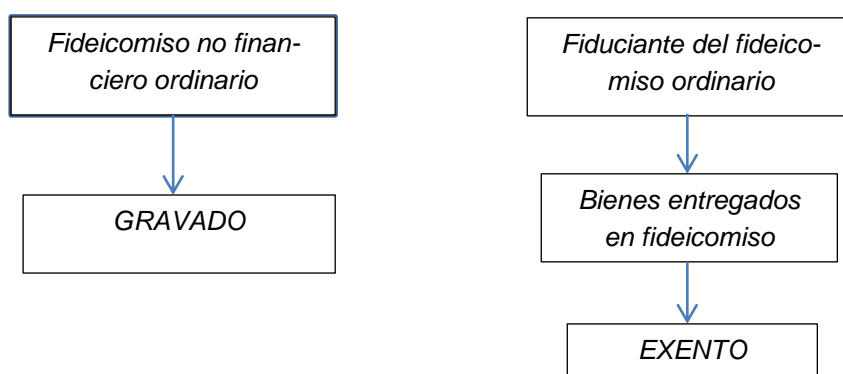 Fideicomiso no finan-
ciero ordinario
GRAVADO
Fiduciante del fideico-
miso ordinario
Bienes entregados
en fideicomiso
EXENTO